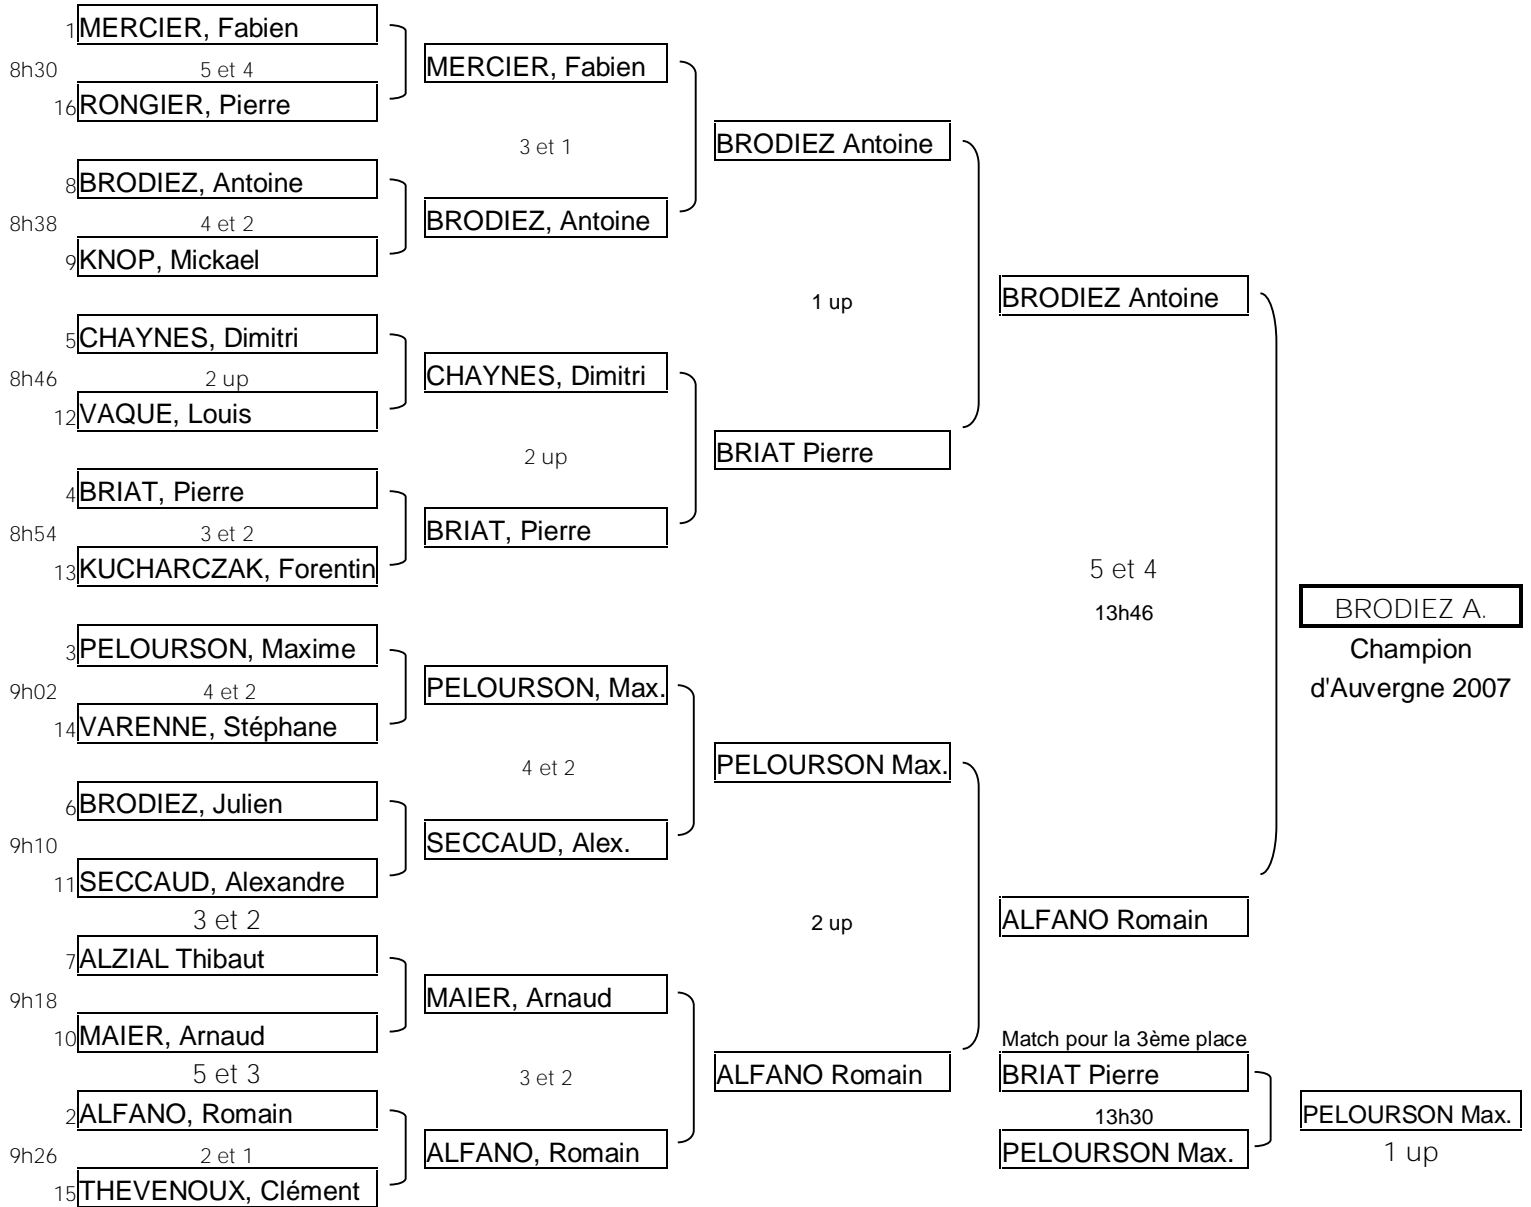 1 MERCIER, Fabien
8h30 5 et 4
16 RONGIER, Pierre
8 BRODIEZ, Antoine
8h38 4 et 2
9 KNOP, Mickael
5 CHAYNES, Dimitri
8h46 2 up
12 VAQUE, Louis
4 BRIAT, Pierre
8h54 3 et 2
13 KUCHARCZAK, Forentin
3 PELOURSON, Maxime
9h02 4 et 2
14 VARENNE, Stéphane
6 BRODIEZ, Julien
9h10
11 SECCAUD, Alexandre
3 et 2
7 ALZIAL Thibaut
9h18
10 MAIER, Arnaud
5 et 3
2 ALFANO, Romain
9h26 2 et 1
15 THEVENOUX, Clément
MERCIER, Fabien
3 et 1
BRODIEZ, Antoine
CHAYNES, Dimitri
2 up
BRIAT, Pierre
PELOURSON, Max.
4 et 2
SECCAUD, Alex.
MAIER, Arnaud
3 et 2
ALFANO, Romain
BRODIEZ Antoine
1 up
BRIAT Pierre
PELOURSON Max.
2 up
ALFANO Romain
BRODIEZ Antoine
5 et 4
13h46
ALFANO Romain
Match pour la 3ème place
BRIAT Pierre
13h30
PELOURSON Max.
BRODIEZ A.
Champion
d'Auvergne 2007
PELOURSON Max.
1 up